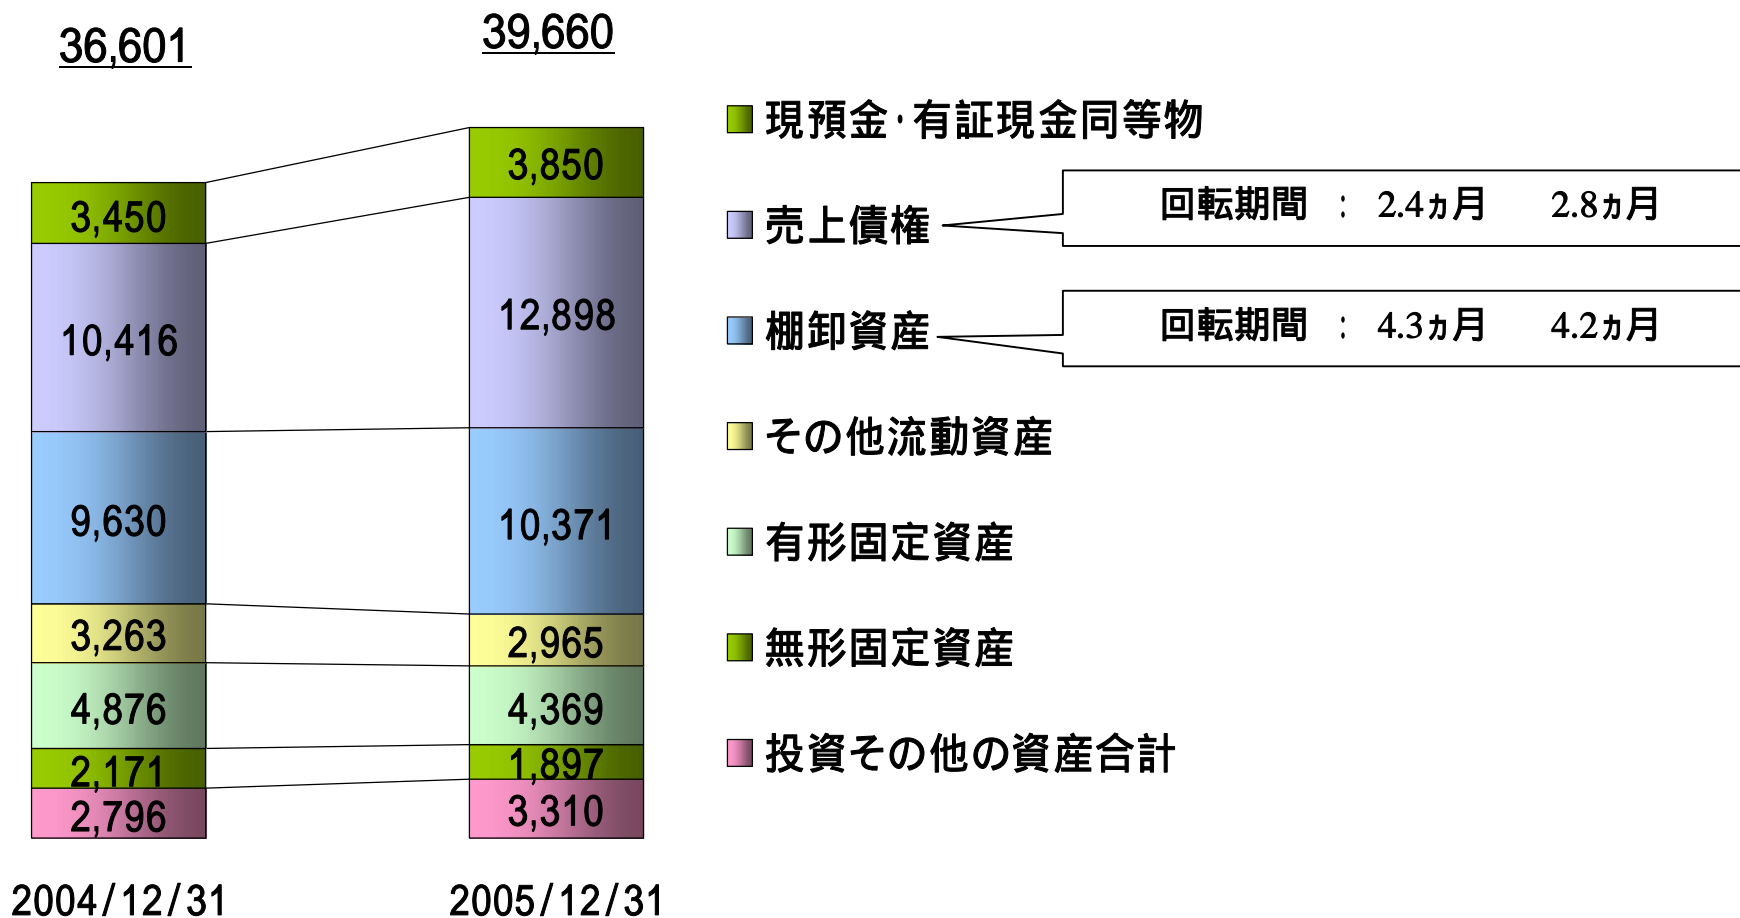 36,601
39,660
3,450
10,416
9,630
3,263
4,876
2,171
2,796
3,850
12,898
10,371
2,965
4,369
1,897
3,310
2004/12/31
2005/12/31
現預金・有証現金同等物
売上債権
回転期間 : 2.4ヵ月 2.8ヵ月
棚卸資産
回転期間 : 4.3ヵ月 4.2ヵ月
その他流動資産
有形固定資産
無形固定資産
投資その他の資産合計